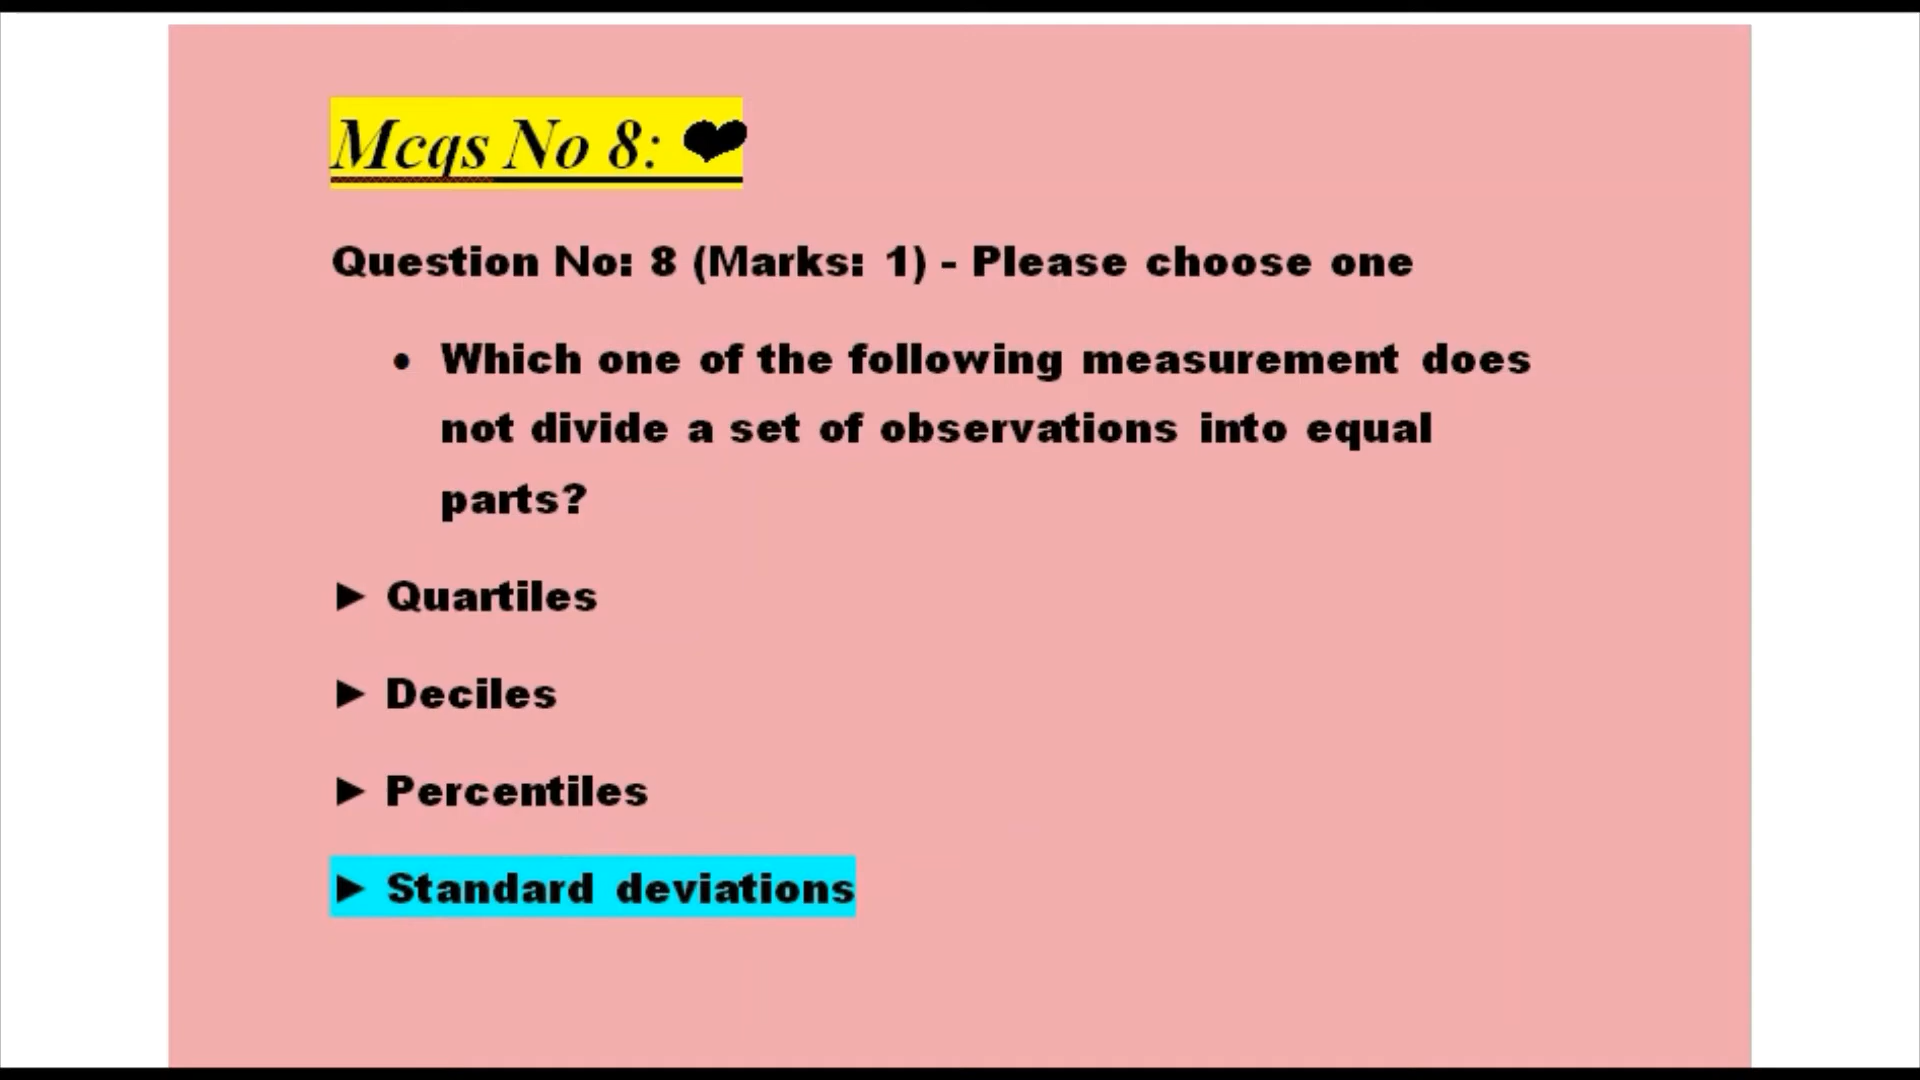 Mcqs No 8: ❤
Question No: 8 (Marks: 1) - Please choose one
• Which one of the following measurement does
not divide a set of observations into equal
parts?
► Quartiles
► Deciles
► Percentiles
► Standard deviations